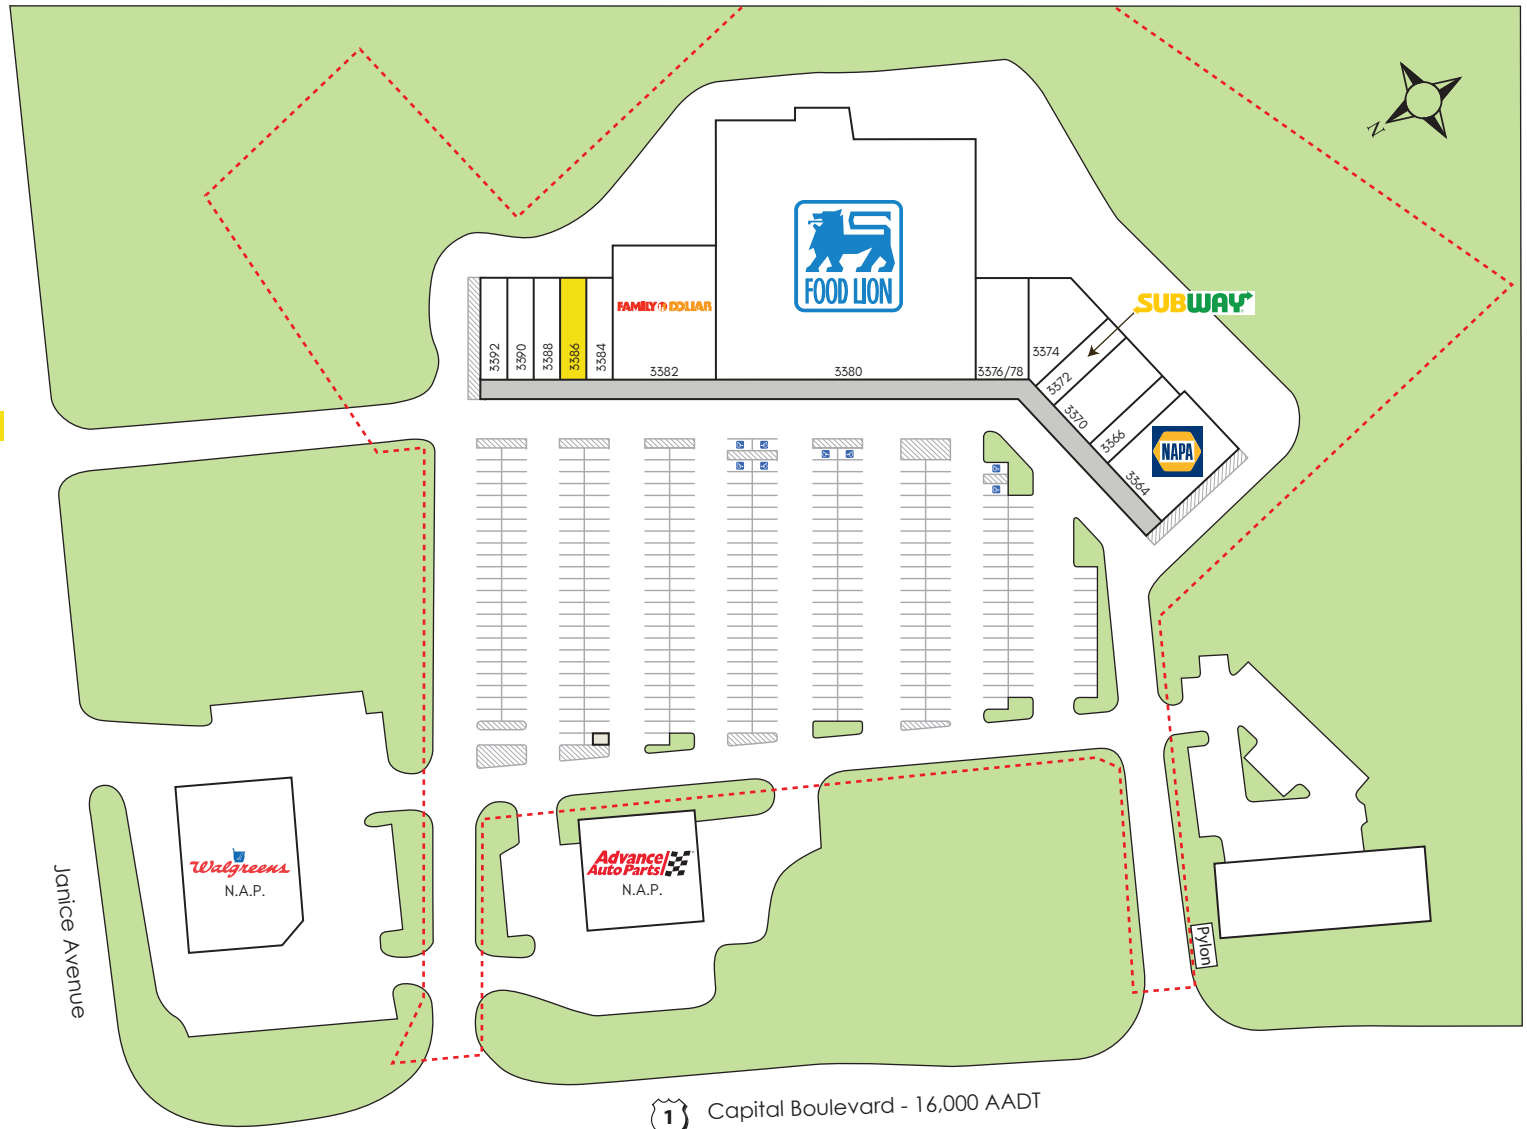 N
SUBWAY
FOOD LION
FAMILY DOLLAR
3392
3390
3388
3386
3384
3382
3380
3376/78
3374
3372
3370
3366
3364
NAPA
Walgreens
N.A.P.
Advance
Auto Parts
N.A.P.
Pylon
Janice Avenue
1 Capital Boulevard - 16,000 AADT